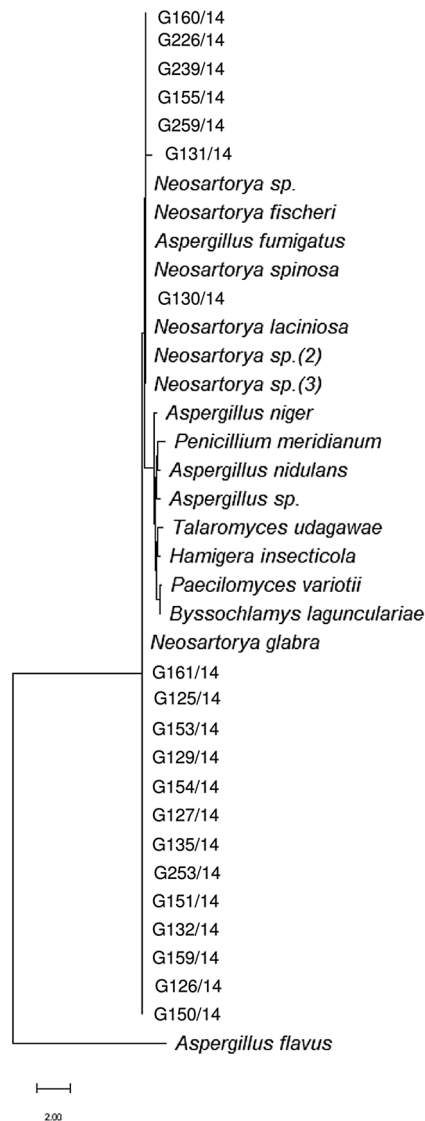 G160/14
G226/14
G239/14
G155/14
G259/14
G131/14
Neosartorya sp.
Neosartorya fischeri
Aspergillus fumigatus
Neosartorya spinosa
G130/14
Neosartorya laciniosa
Neosartorya sp.(2)
Neosartorya sp.(3)
Aspergillus niger
Penicillium meridianum
Aspergillus nidulans
Aspergillus sp.
Talaromyces udagawae
Hamigera insecticola
Paecilomyces variotii
Byssochlamys lagunculariae
Neosartorya glabra
G161/14
G125/14
G153/14
G129/14
G154/14
G127/14
G135/14
G253/14
G151/14
G132/14
G159/14
G126/14
G150/14
Aspergillus flavus
2.00